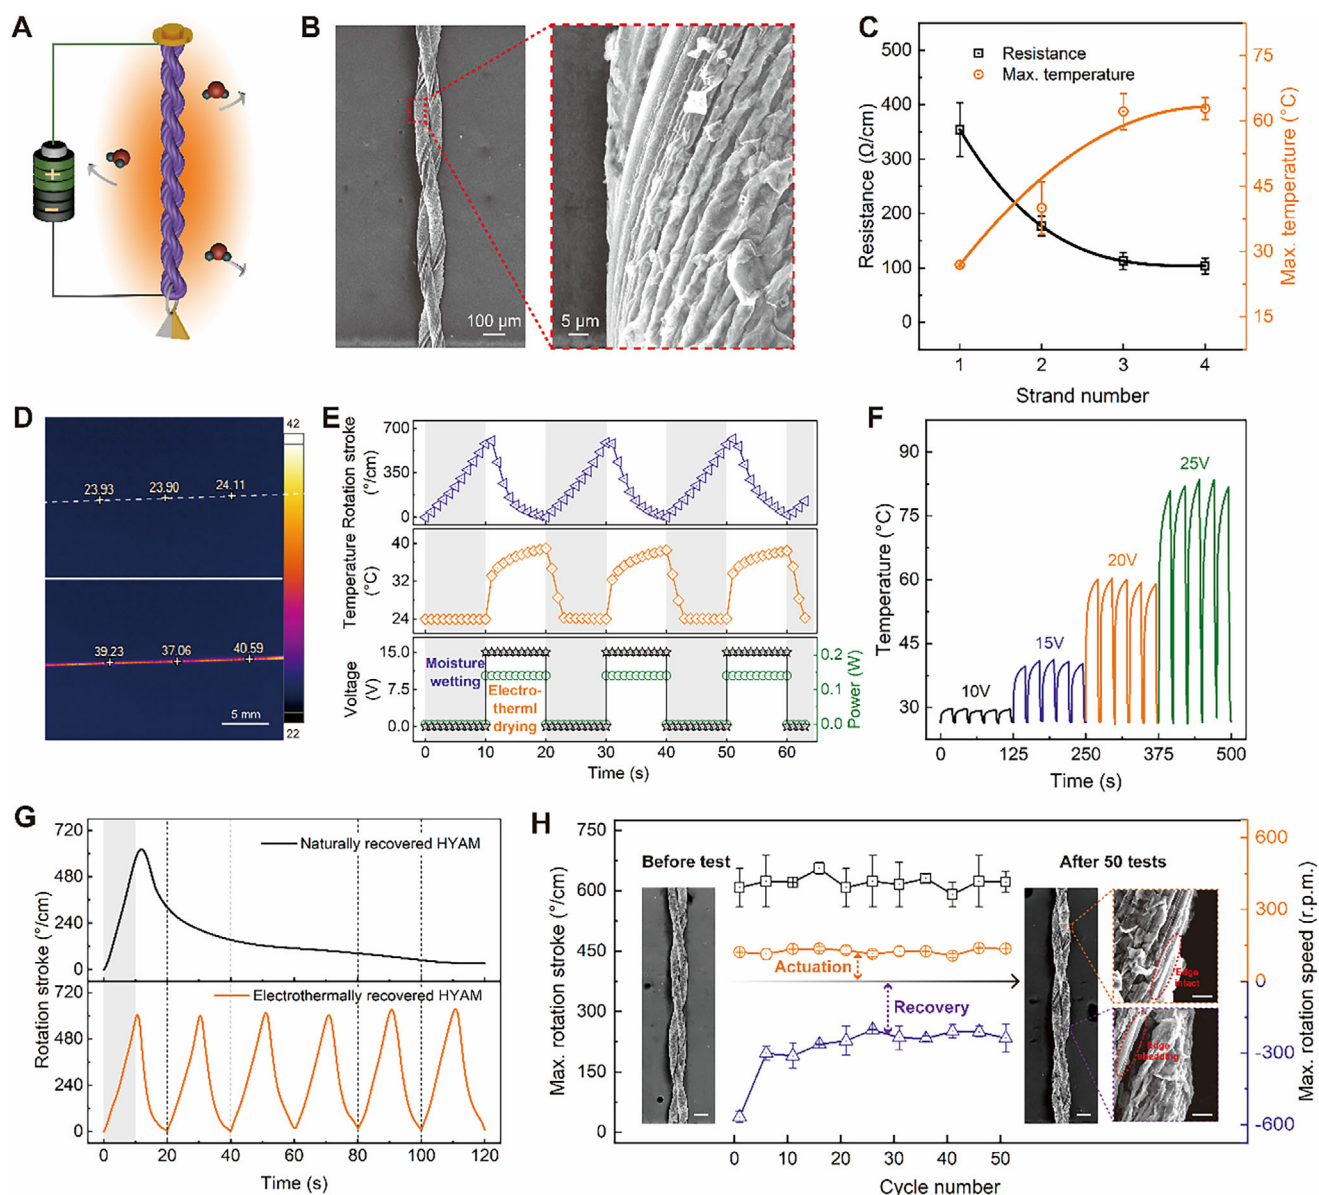 A
+
−
B
100 µm
5 µm
C
Resistance
Max. temperature
Resistance (Ω/cm)
500
400
300
200
100
0
Max. temperature (°C)
75
60
45
30
15
1 2 3 4
Strand number
D
42
23.93 23.90 24.11
39.23 37.06 40.59
5 mm
22
E
Rotation stroke
(°/cm)
700
350
0
Temperature
(°C)
40
32
24
Voltage
(V)
15.0
7.5
0.0
Moisture
wetting
Electro-
therml
drying
0.2
0.1
0.0
Power (W)
0 10 20 30 40 50 60
Time (s)
F
Temperature (°C)
90
75
60
45
30
10V
15V
20V
25V
0 125 250 375 500
Time (s)
G
Rotation stroke (°/cm)
720
480
240
0
Naturally recovered HYAM
720
480
240
0
Electrothermally recovered HYAM
0 20 40 60 80 100 120
Time (s)
H
Max. rotation stroke (°/cm)
750
600
450
300
150
0
Before test
After 50 tests
Actuation
Recovery
Edge
intact
Edge
shedding
600
300
0
-300
-600
Max. rotation speed (r.p.m.)
0 10 20 30 40 50
Cycle number